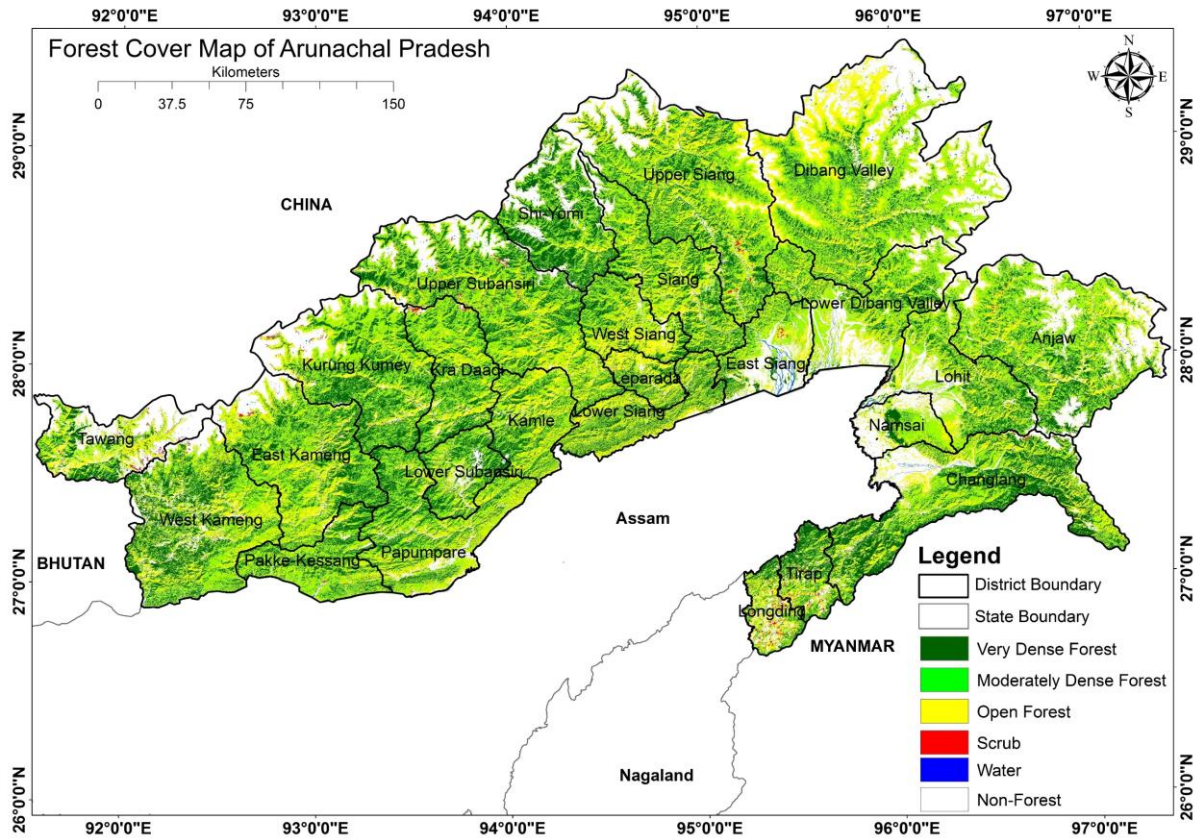 92°0'0"E 93°0'0"E 94°0'0"E 95°0'0"E 96°0'0"E 97°0'0"E
Forest Cover Map of Arunachal Pradesh
Kilometers
0 37.5 75 150
N
W E
S
29°0'0"N 29°0'0"N
Dibang Valley
Upper Siang
CHINA
Shi-Yomi
Upper Subansiri
Siang
Lower Dibang Valley
West Siang
Anjaw
28°0'0"N 28°0'0"N
Kurung Kumey
Kra Daadi
East Siang
Lohit
Leparada
Kamle
Lower Siang
Namsai
Tawang
East Kameng
Lower Subansiri
Changlang
West Kameng
Assam
BHUTAN
Pakke-Kessang
Papumpare
27°0'0"N 27°0'0"N
Tirap
Longding
MYANMAR
Nagaland
26°0'0"N 26°0'0"N
Legend
District Boundary
State Boundary
Very Dense Forest
Moderately Dense Forest
Open Forest
Scrub
Water
Non-Forest
92°0'0"E 93°0'0"E 94°0'0"E 95°0'0"E 96°0'0"E 97°0'0"E